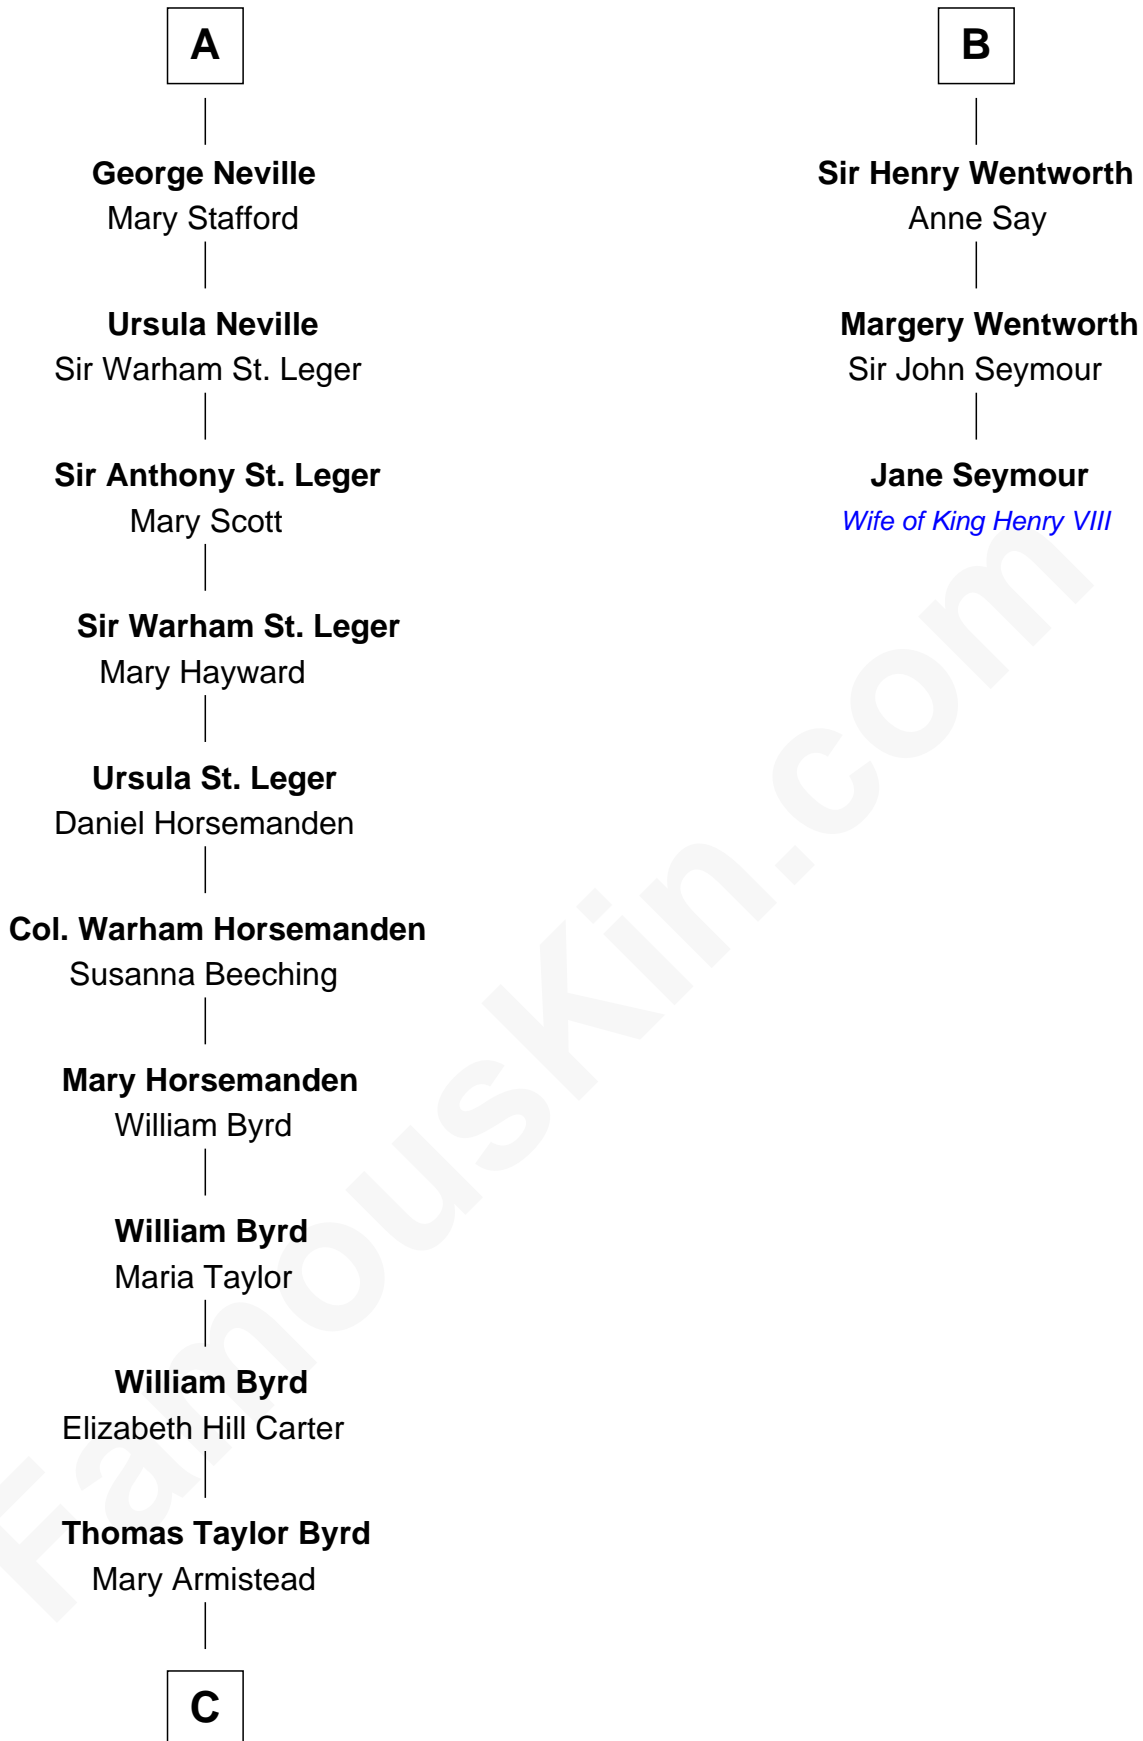 A
George Neville
Mary Stafford
Ursula Neville
Sir Warham St. Leger
Sir Anthony St. Leger
Mary Scott
Sir Warham St. Leger
Mary Hayward
Ursula St. Leger
Daniel Horsemanden
Col. Warham Horsemanden
Susanna Beeching
Mary Horsemanden
William Byrd
William Byrd
Maria Taylor
William Byrd
Elizabeth Hill Carter
Thomas Taylor Byrd
Mary Armistead
C
B
Sir Henry Wentworth
Anne Say
Margery Wentworth
Sir John Seymour
Jane Seymour
Wife of King Henry VIII
FamousKin.com